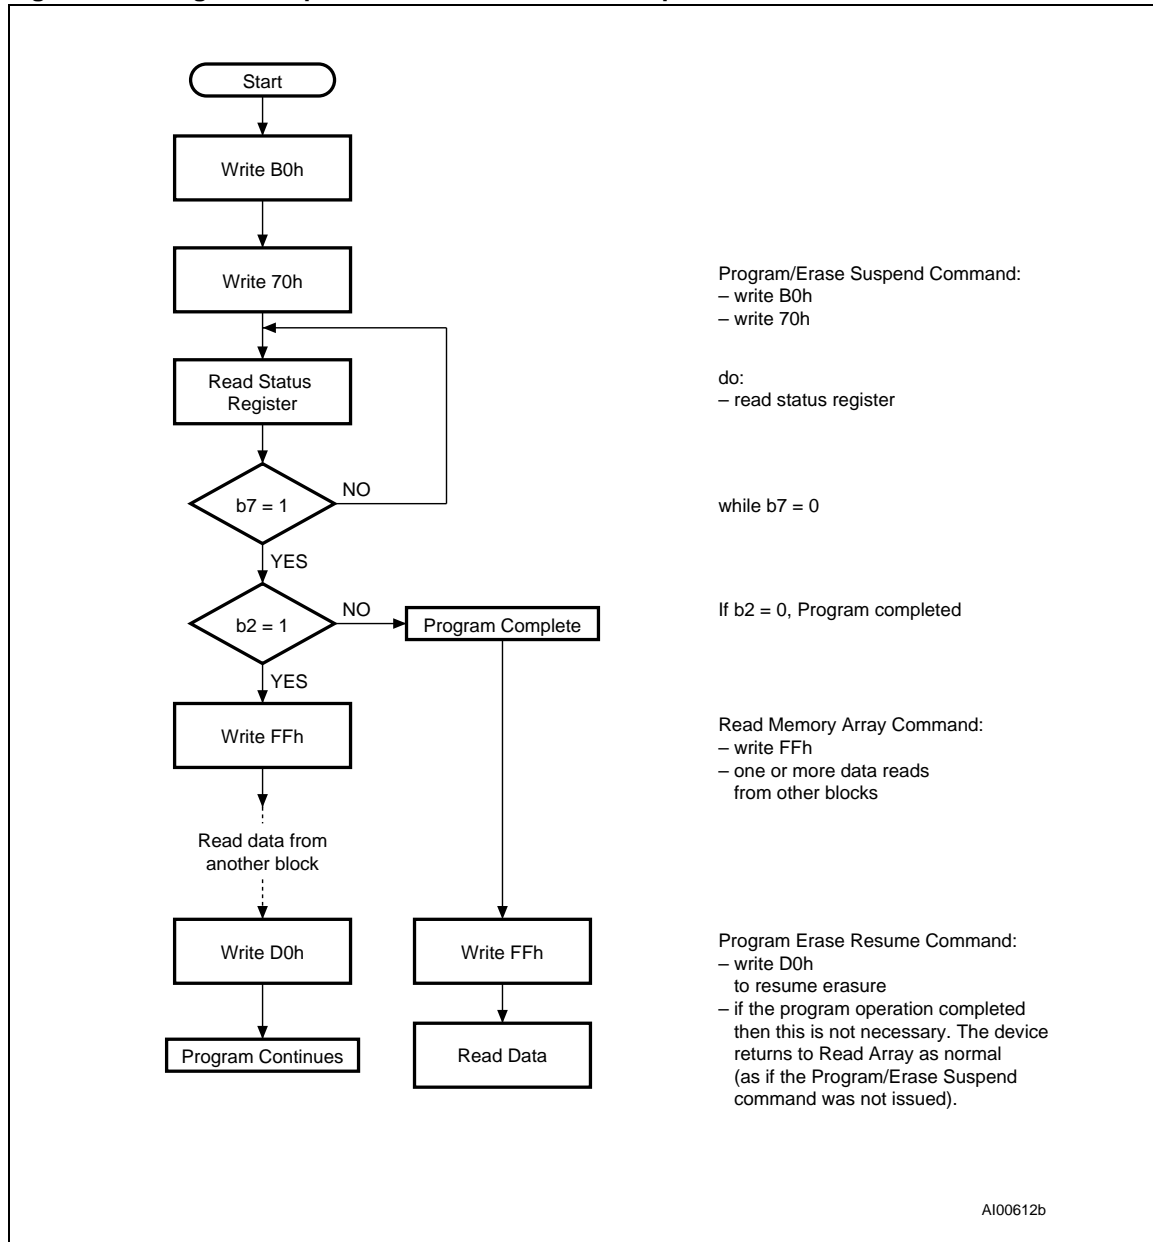 Start
Write B0h
Write 70h
Program/Erase Suspend Command:
– write B0h
– write 70h
Read Status
Register
do:
– read status register
b7 = 1
NO
while b7 = 0
YES
b2 = 1
NO
Program Complete
If b2 = 0, Program completed
YES
Write FFh
Read Memory Array Command:
– write FFh
– one or more data reads
from other blocks
Read data from
another block
Write D0h
Write FFh
Program Erase Resume Command:
– write D0h
to resume erasure
– if the program operation completed
then this is not necessary. The device
returns to Read Array as normal
(as if the Program/Erase Suspend
command was not issued).
Program Continues
Read Data
AI00612b